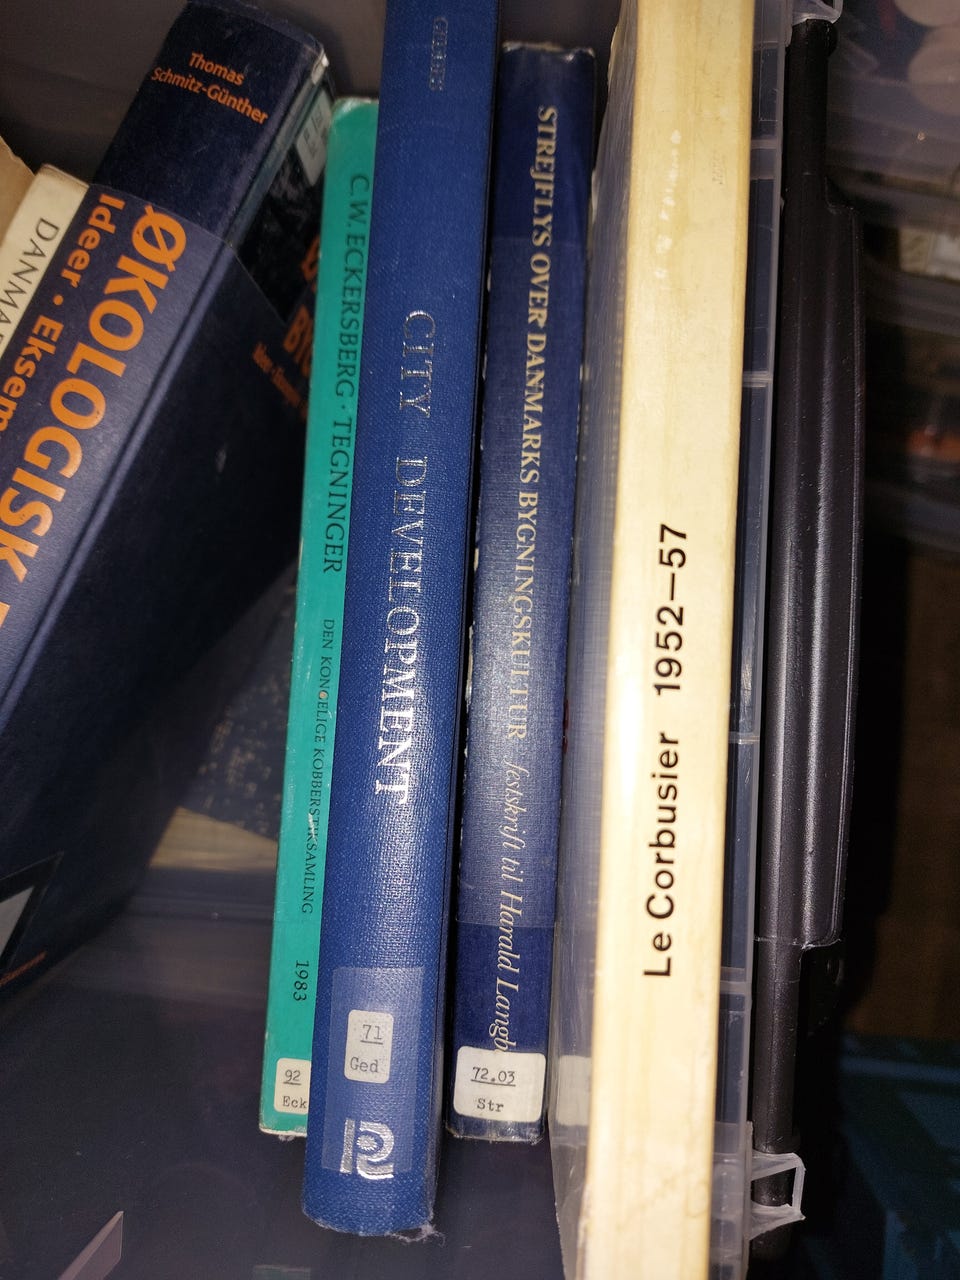 Thomas
Schmitz-Günther
ØKOLOGISK
Ideer · Eksem
DANMA
C.W. ECKERSBERG · TEGNINGER
DEN KONGELIGE KOBBERSTIKSAMLING
1983
92
Eck
CITY DEVELOPMENT
71
Ged
STREJFLYS OVER DANMARKS BYGNINGSKULTUR festskrift til Harald Langb
72.03
Str
Le Corbusier 1952–57